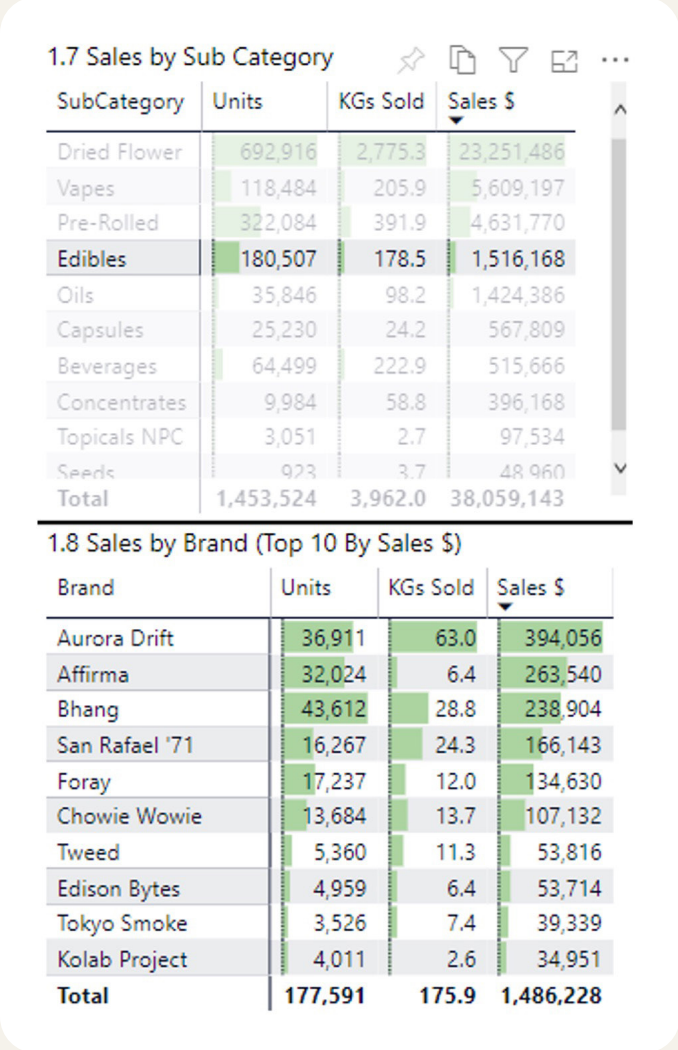 1.7 Sales by Sub Category
SubCategory Units KGs Sold Sales $
Dried Flower 692,916 2,775.3 23,251,486
Vapes 118,484 205.9 5,609,197
Pre-Rolled 322,084 391.9 4,631,770
Edibles 180,507 178.5 1,516,168
Oils 35,846 98.2 1,424,386
Capsules 25,230 24.2 567,809
Beverages 64,499 222.9 515,666
Concentrates 9,984 58.8 396,168
Topicals NPC 3,051 2.7 97,534
Seeds 923 3.7 48,960
Total 1,453,524 3,962.0 38,059,143
1.8 Sales by Brand (Top 10 By Sales $)
Brand Units KGs Sold Sales $
Aurora Drift 36,911 63.0 394,056
Affirma 32,024 6.4 263,540
Bhang 43,612 28.8 238,904
San Rafael '71 16,267 24.3 166,143
Foray 17,237 12.0 134,630
Chowie Wowie 13,684 13.7 107,132
Tweed 5,360 11.3 53,816
Edison Bytes 4,959 6.4 53,714
Tokyo Smoke 3,526 7.4 39,339
Kolab Project 4,011 2.6 34,951
Total 177,591 175.9 1,486,228